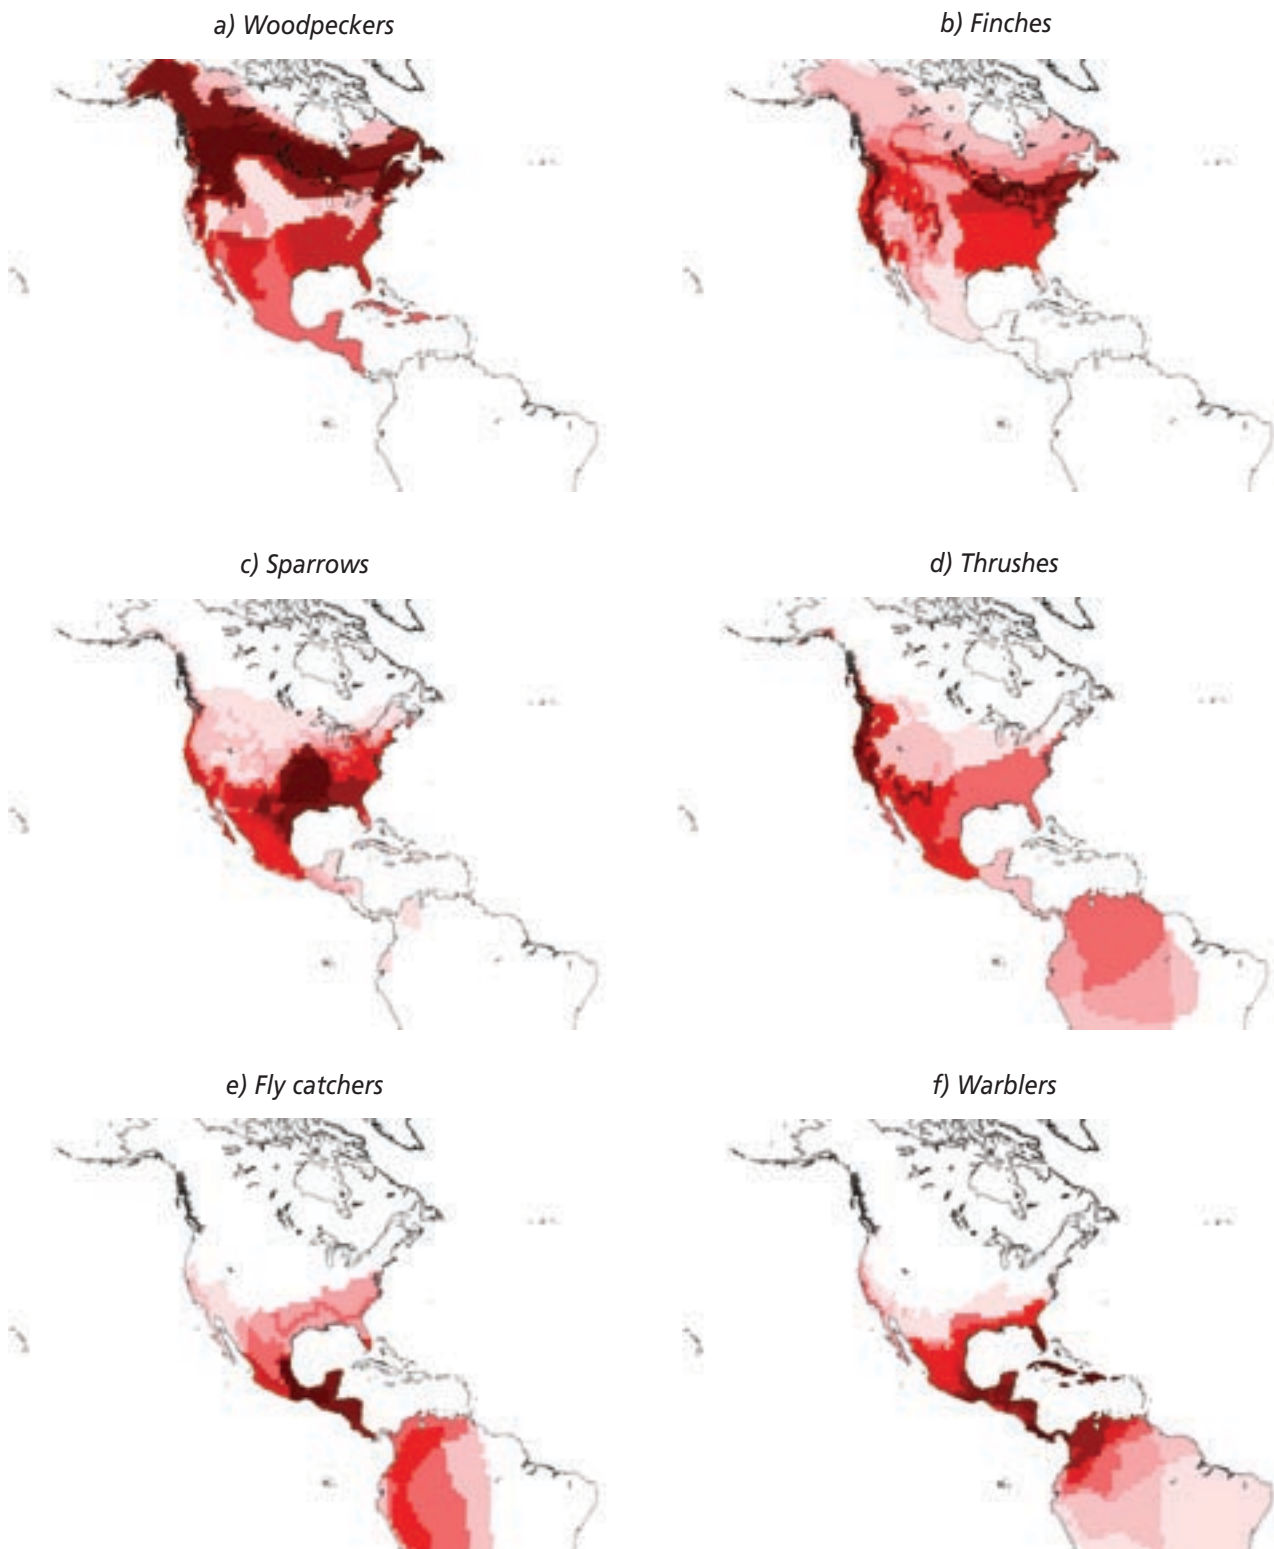 a) Woodpeckers
b) Finches
c) Sparrows
d) Thrushes
e) Fly catchers
f) Warblers